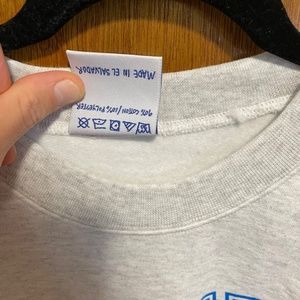 MADE IN EL SALVADOR
90% COTTON/10% POLYESTER